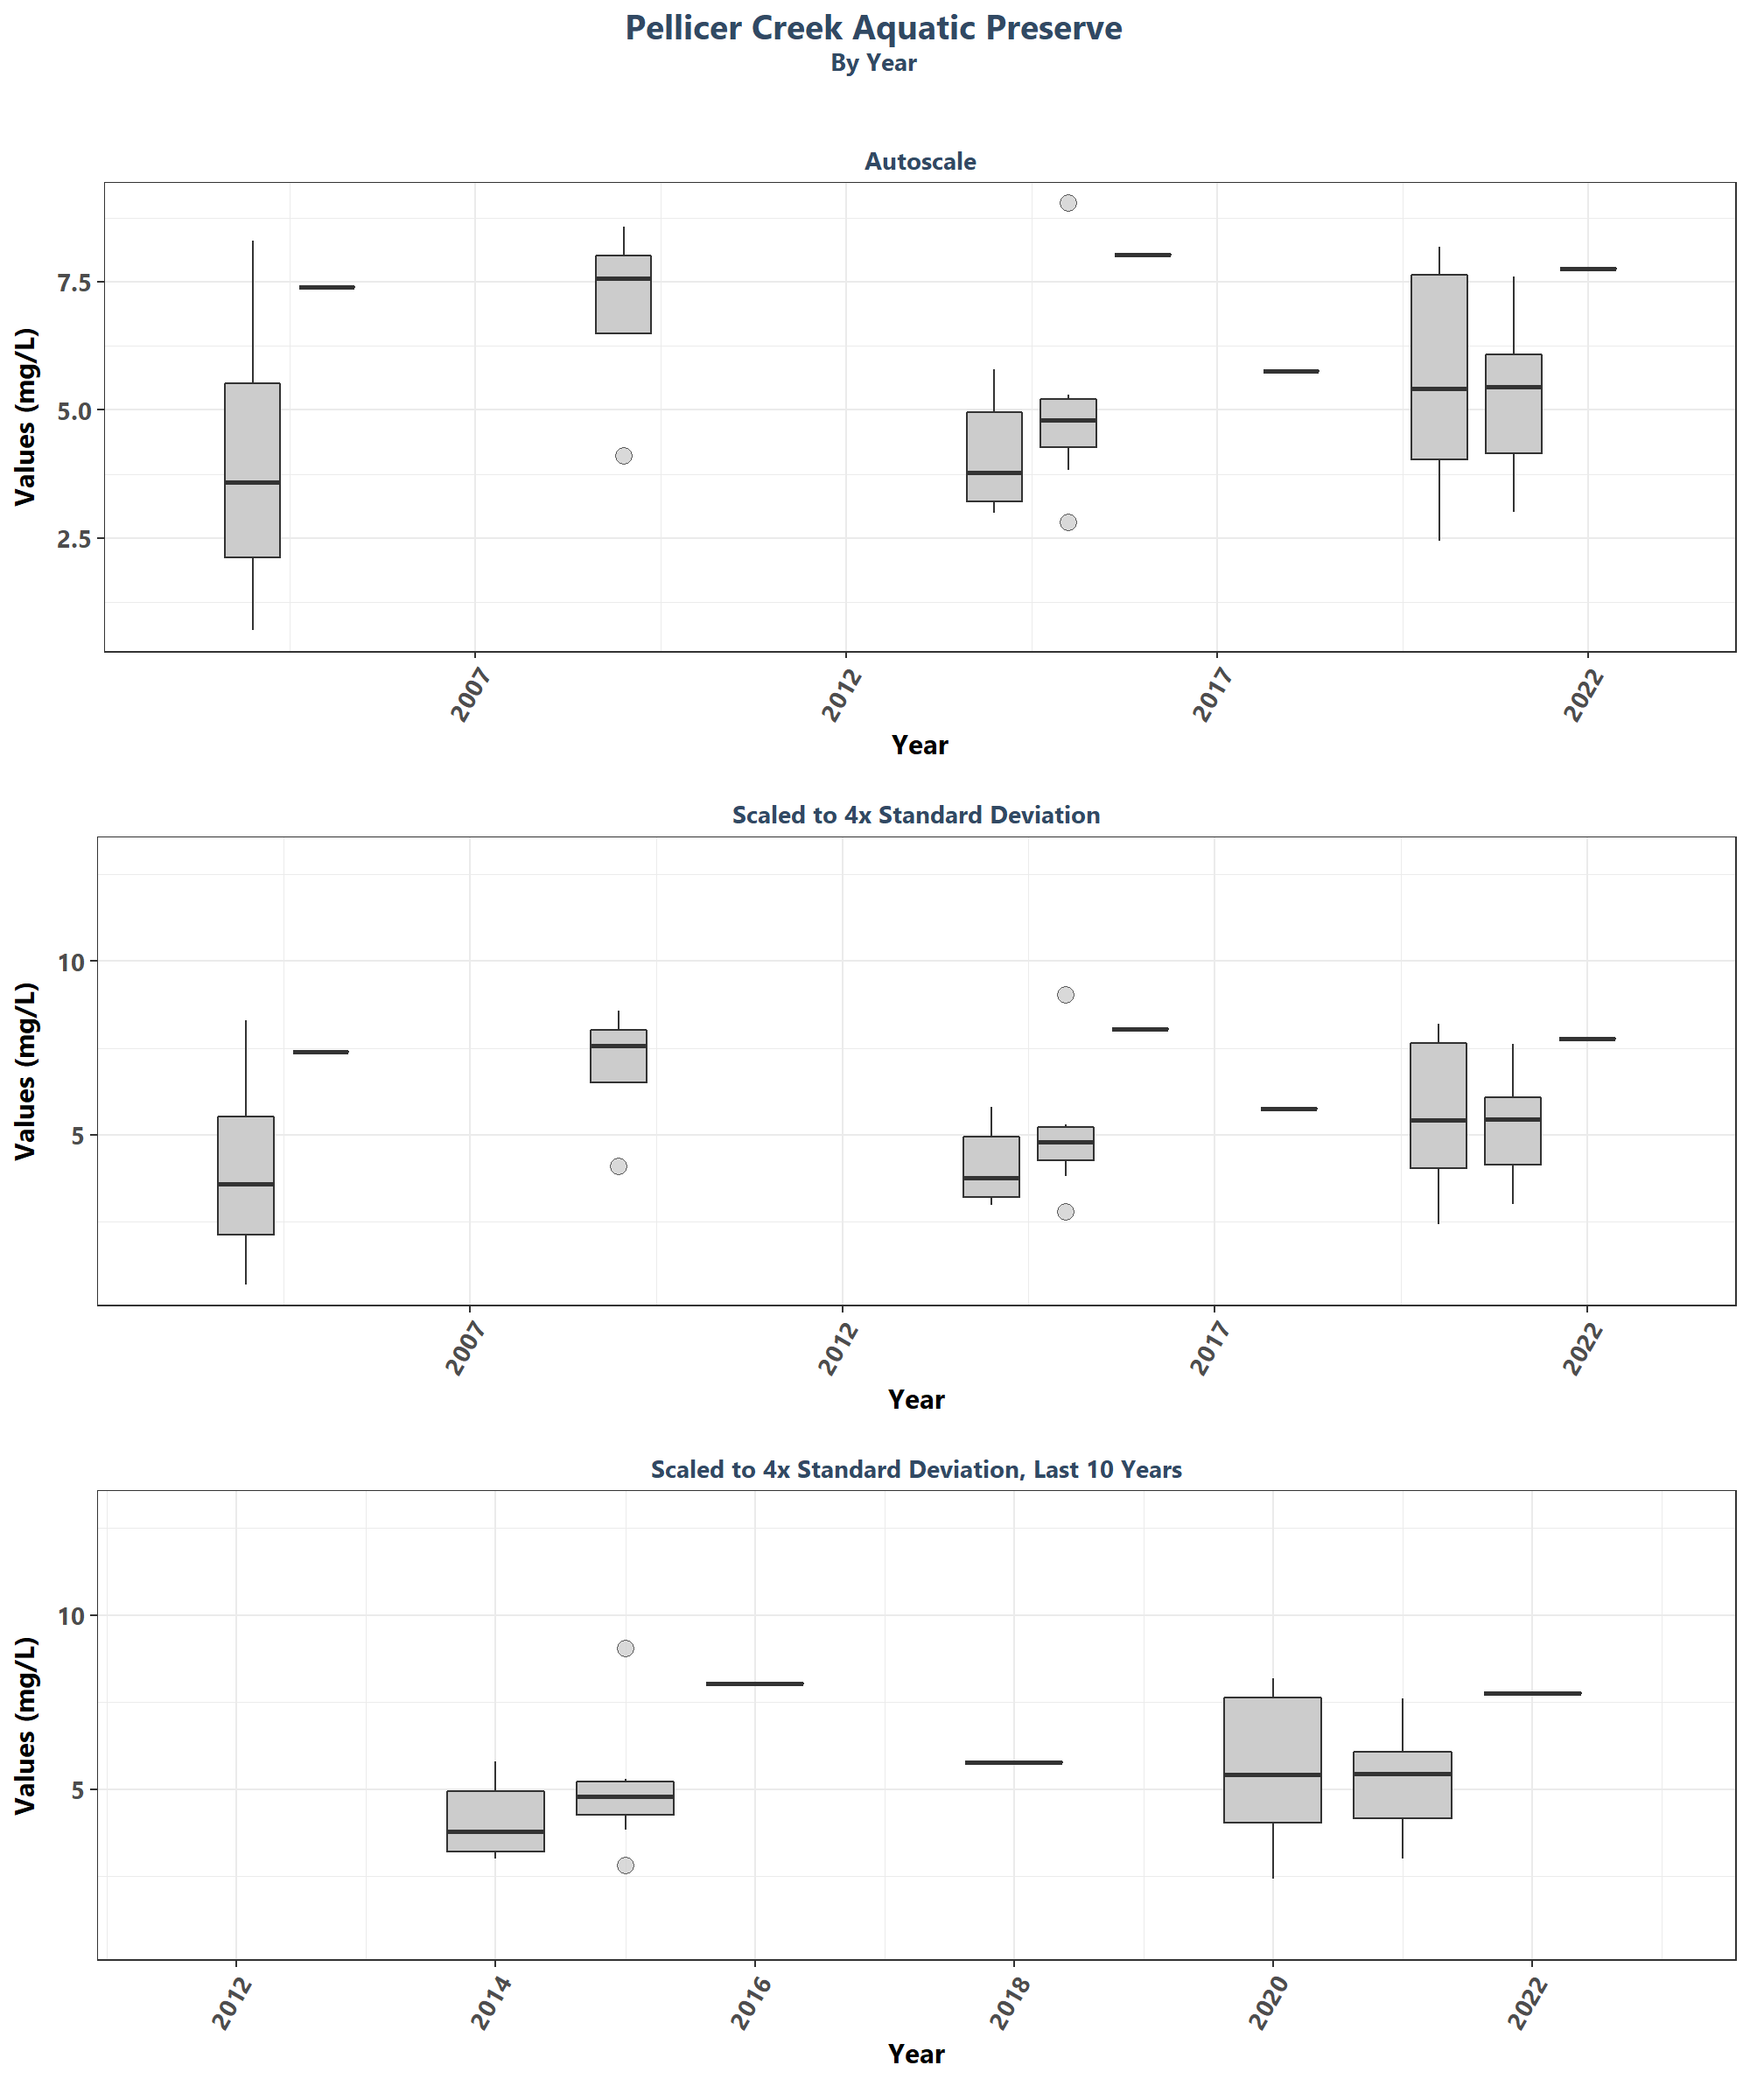 Pellicer Creek Aquatic Preserve
By Year
Autoscale
Values (mg/L)
7.5
5.0
2.5
2007
2012
2017
2022
Year
Scaled to 4x Standard Deviation
Values (mg/L)
10
5
2007
2012
2017
2022
Year
Scaled to 4x Standard Deviation, Last 10 Years
Values (mg/L)
10
5
2012
2014
2016
2018
2020
2022
Year